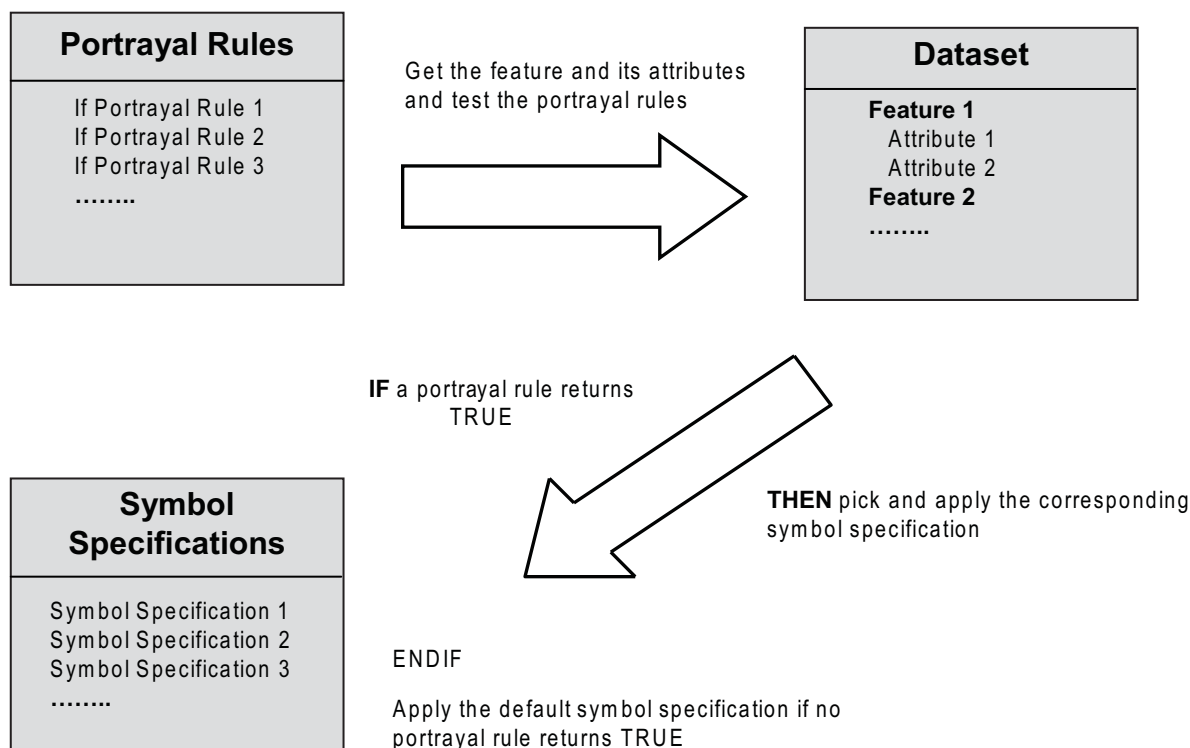 Portrayal Rules
If Portrayal Rule 1
If Portrayal Rule 2
If Portrayal Rule 3
........
Get the feature and its attributes
and test the portrayal rules
Dataset
Feature 1
Attribute 1
Attribute 2
Feature 2
........
IF a portrayal rule returns
TRUE
THEN pick and apply the corresponding
symbol specification
Symbol
Specifications
Symbol Specification 1
Symbol Specification 2
Symbol Specification 3
........
ENDIF
Apply the default symbol specification if no
portrayal rule returns TRUE